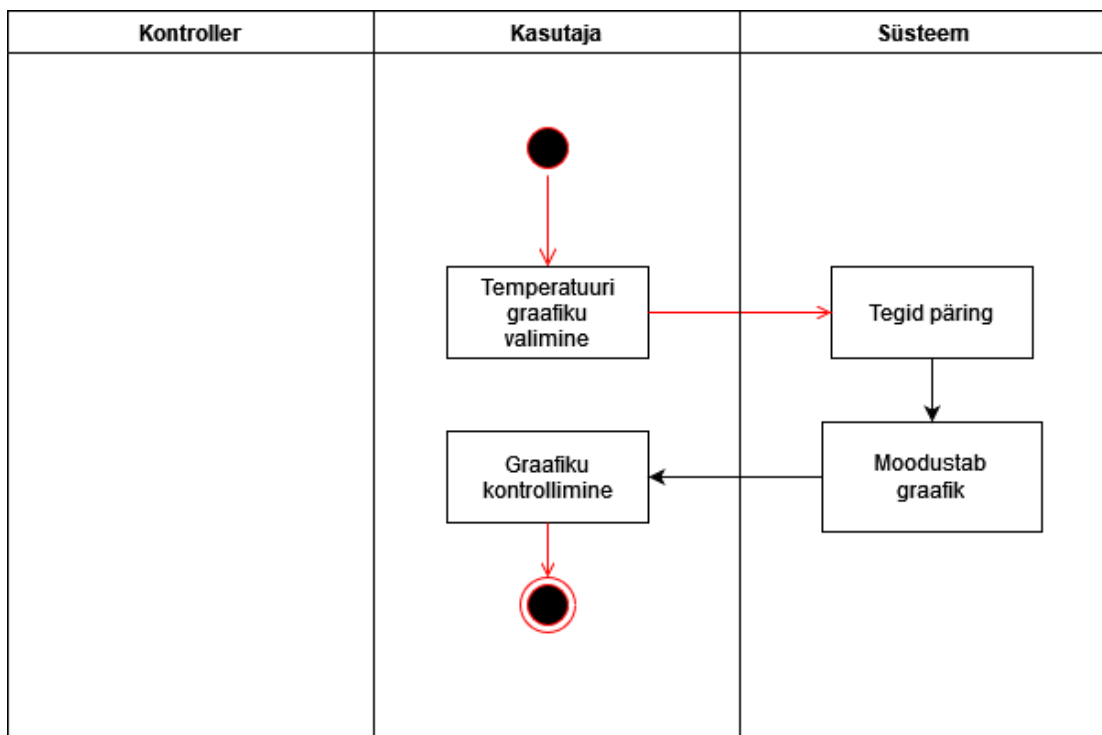 Kontroller
Kasutaja
Süsteem
Temperatuuri
graafiku
valimine
Tegid päring
Graafiku
kontrollimine
Moodustab
graafik